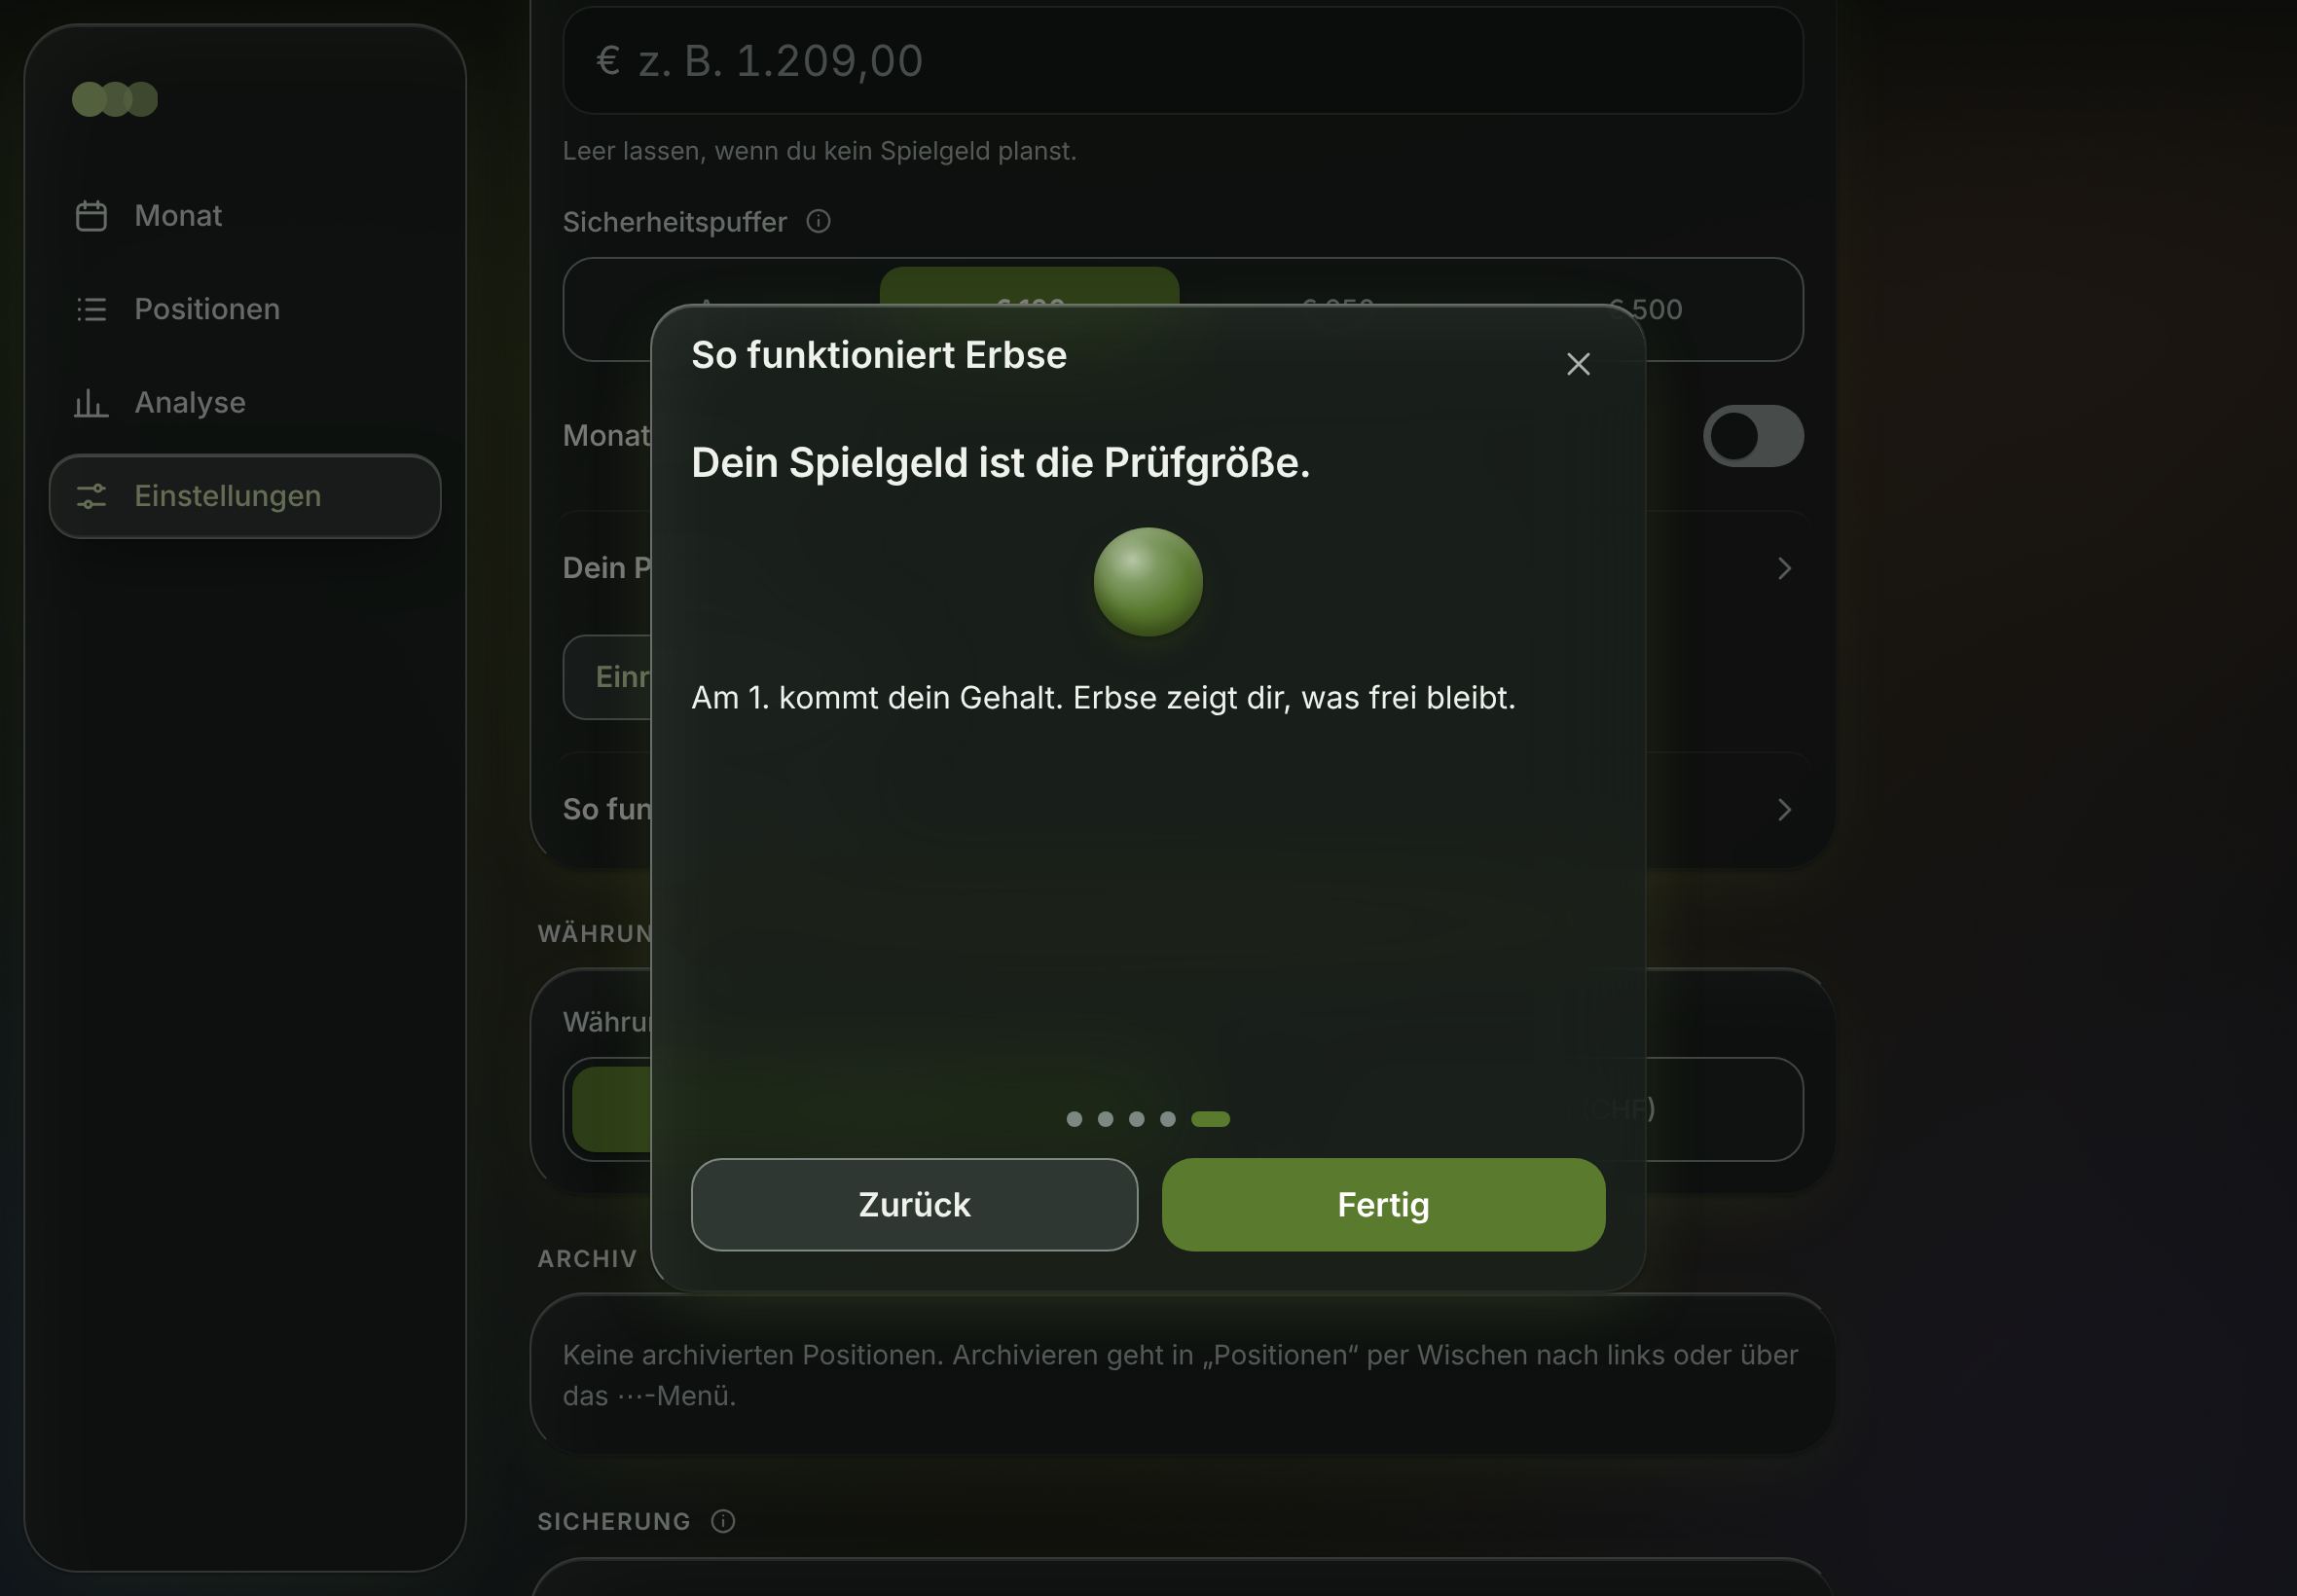 € z. B. 1.209,00
Leer lassen, wenn du kein Spielgeld planst.
Monat
Sicherheitspuffer
Positionen
500
So funktioniert Erbse
Analyse
Monat
Dein Spielgeld ist die Prüfgröße.
Einstellungen
Dein P
Einr
Am 1. kommt dein Gehalt. Erbse zeigt dir, was frei bleibt.
So fun
WÄHRUN
Währu
CHF)
Zurück
Fertig
ARCHIV
Keine archivierten Positionen. Archivieren geht in „Positionen“ per Wischen nach links oder über
das ···-Menü.
SICHERUNG